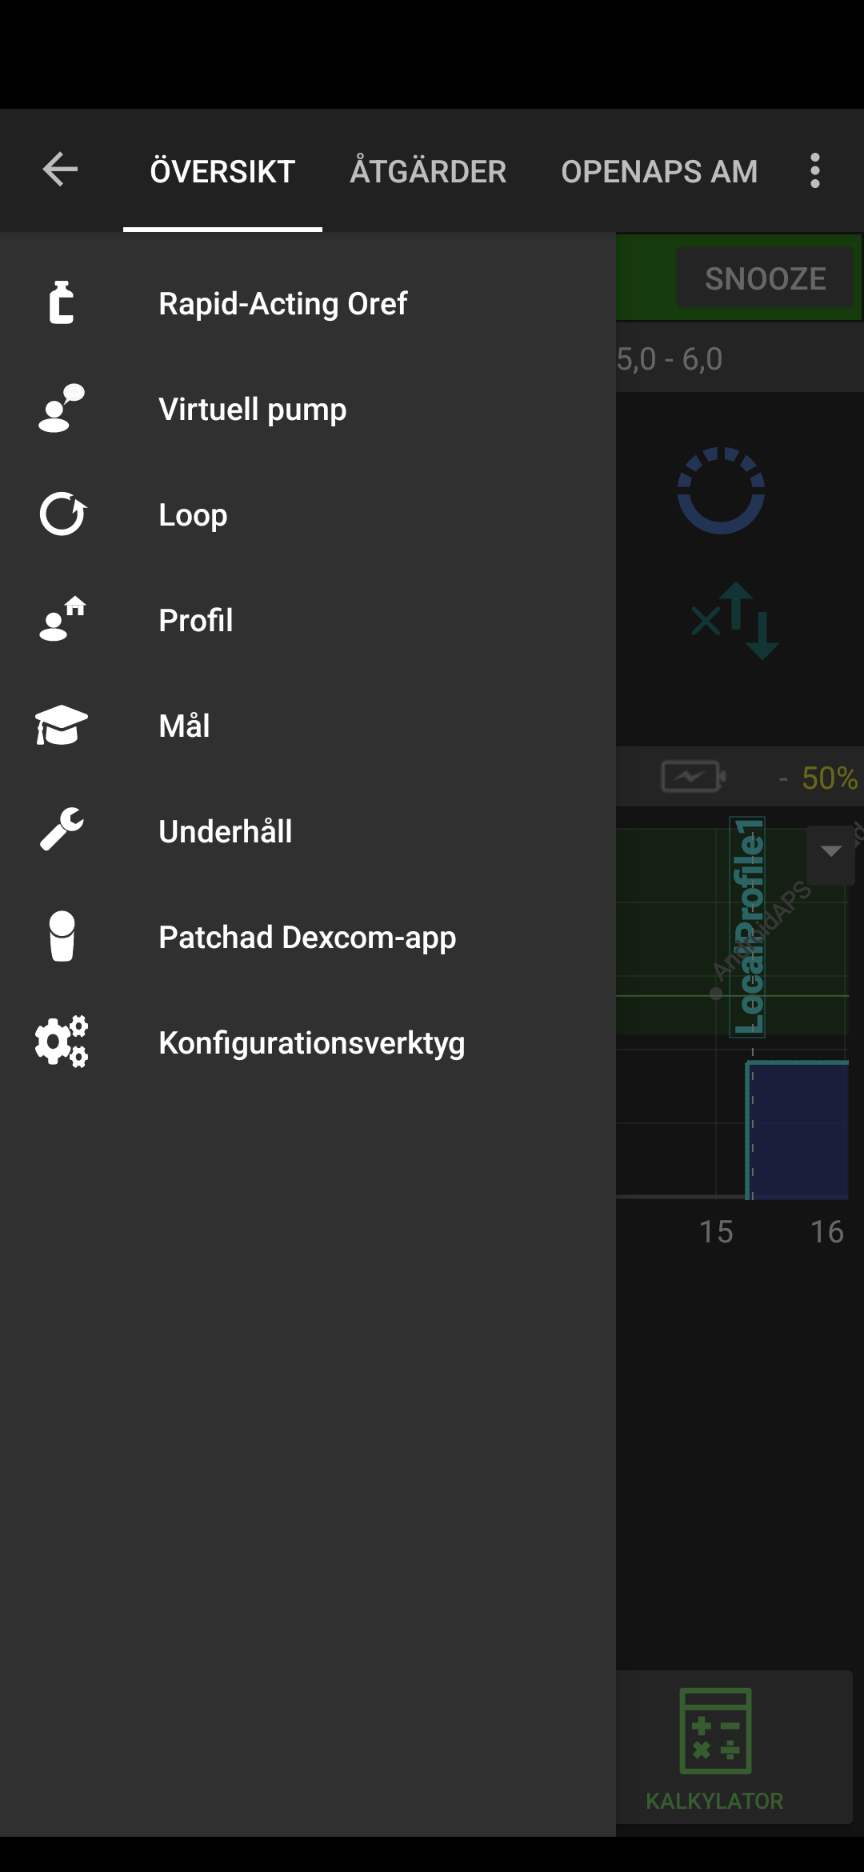 ÖVERSIKT ÅTGÄRDER OPENAPS AM
SNOOZE
5,0 - 6,0
Rapid-Acting Oref
Virtuell pump
Loop
Profil
Mål
Underhåll
Patchad Dexcom-app
Konfigurationsverktyg
- 50%
LocalProfile1
AndroidAPS
15 16
KALKYLATOR